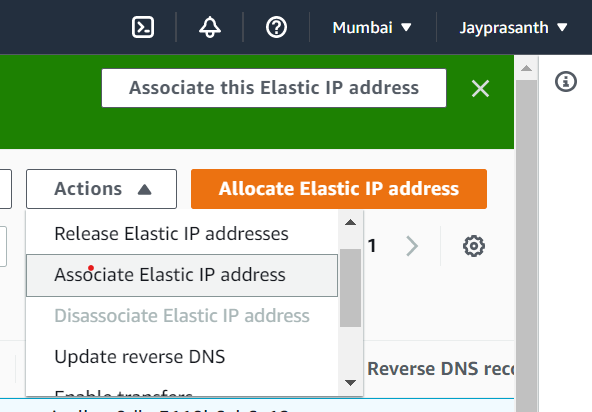 Mumbai ▼ Jayprasanth ▼
Associate this Elastic IP address
Actions ▲ Allocate Elastic IP address
Release Elastic IP addresses
1
Associate Elastic IP address
Disassociate Elastic IP address
Update reverse DNS
Reverse DNS reco
Enable transfers